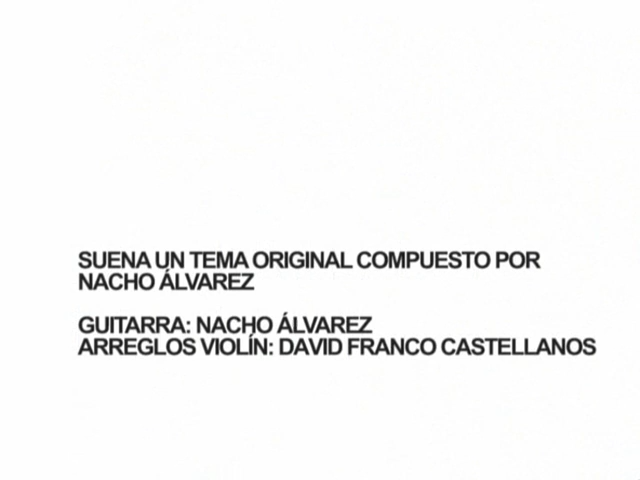 SUENA UN TEMA ORIGINAL COMPUESTO POR
NACHO ÁLVAREZ
GUITARRA: NACHO ÁLVAREZ
ARREGLOS VIOLÍN: DAVID FRANCO CASTELLANOS